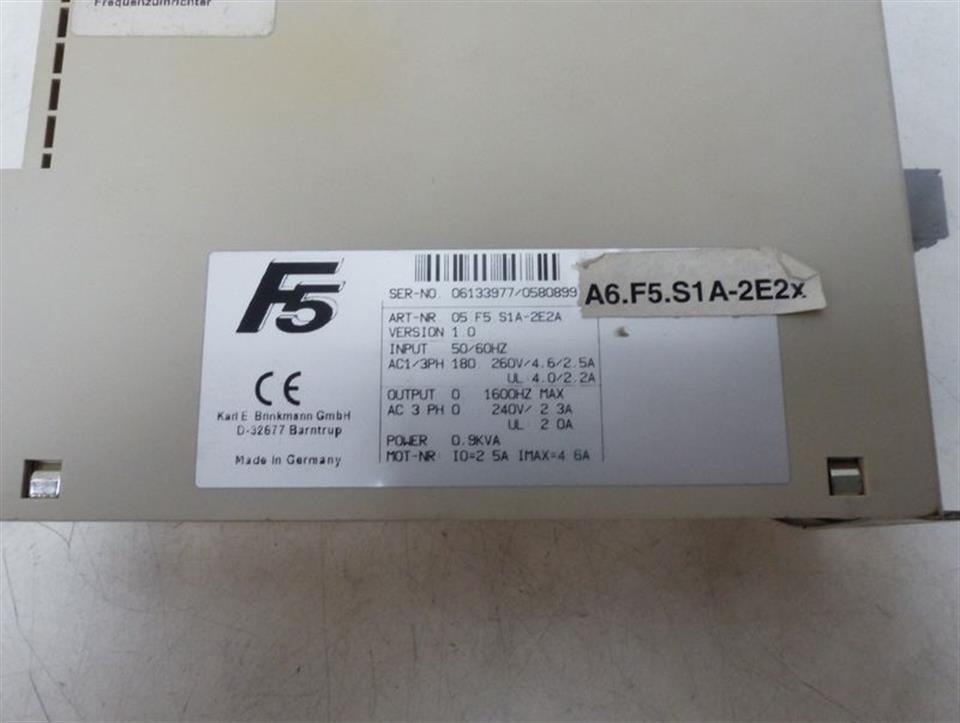 Frequenzumrichter
F5
SER-NO. 06133977/0580899
A6.F5.S1A-2E2x
ART-NR. 05.F5 S1A-2E2A
VERSION 1.0
INPUT 50/60HZ
AC1/3PH 180. 260V/4.6/2.5A
UL:4.0/2.2A
OUTPUT 0 1600HZ MAX
AC 3 PH 0 240V/ 2 3A
UL: 2 0A
POWER 0.9KVA
MOT-NR: IO=2 5A IMAX=4 6A
CE
Karl E. Brinkmann GmbH
D-32677 Barntrup
Made in Germany